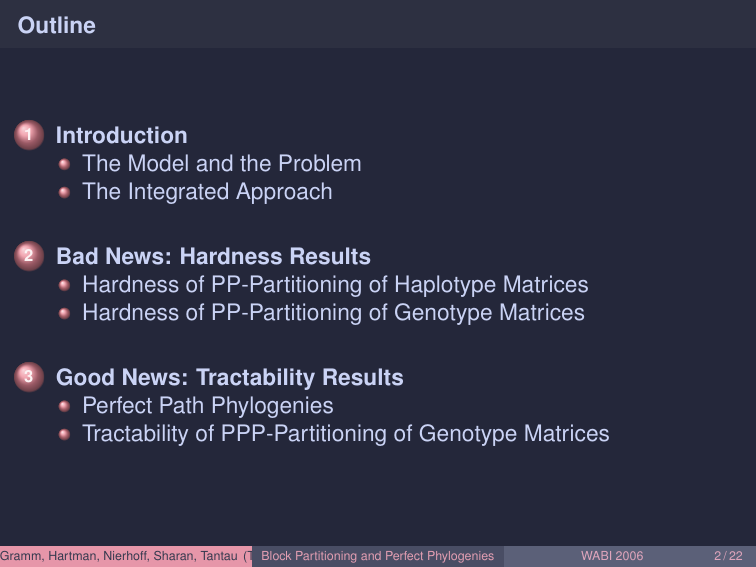 Outline
1 Introduction
The Model and the Problem
The Integrated Approach
2 Bad News: Hardness Results
Hardness of PP-Partitioning of Haplotype Matrices
Hardness of PP-Partitioning of Genotype Matrices
3 Good News: Tractability Results
Perfect Path Phylogenies
Tractability of PPP-Partitioning of Genotype Matrices
Gramm, Hartman, Nierhoff, Sharan, Tantau (T Block Partitioning and Perfect Phylogenies WABI 2006 2 / 22